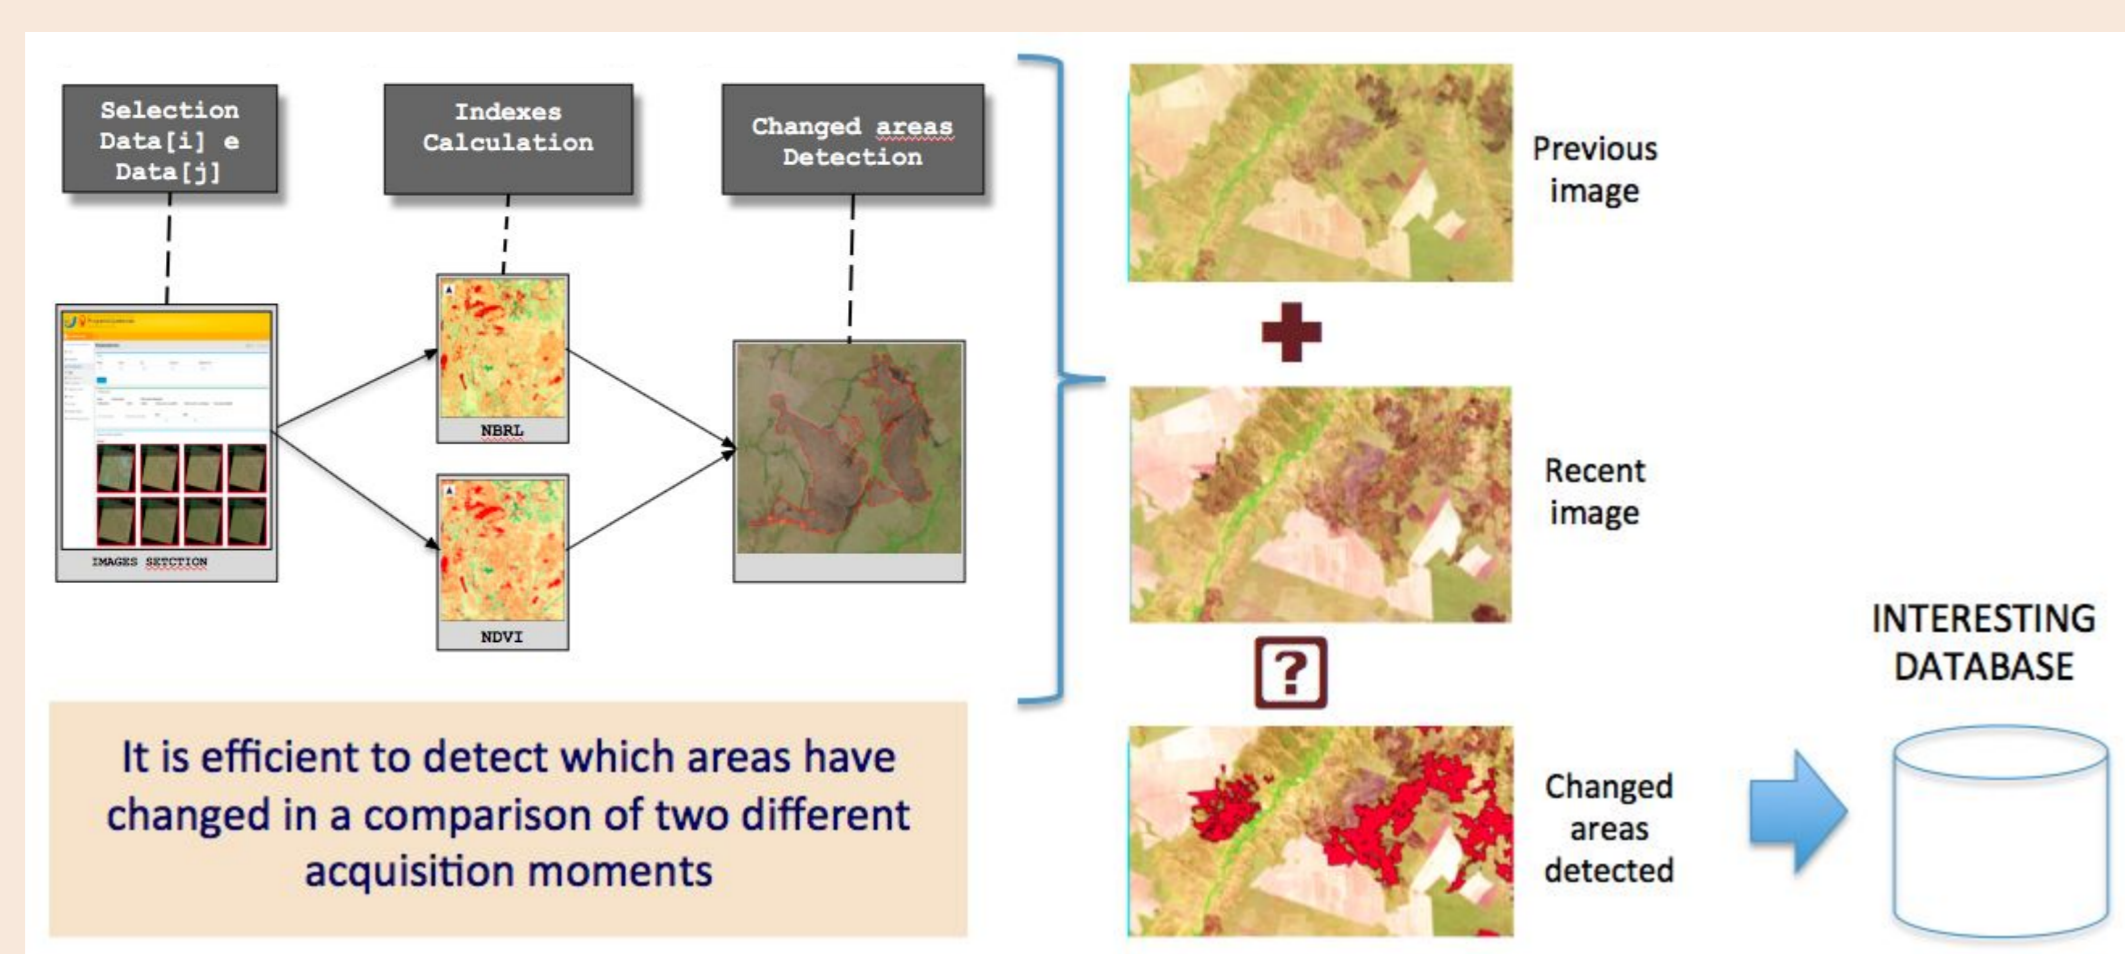 Selection
Data[i] e
Data[j]
Indexes
Calculation
Changed areas
Detection
IMAGES SETCTION
NBRL
NDVI
It is efficient to detect which areas have
changed in a comparison of two different
acquisition moments
Previous
image
Recent
image
?
Changed
areas
detected
INTERESTING
DATABASE